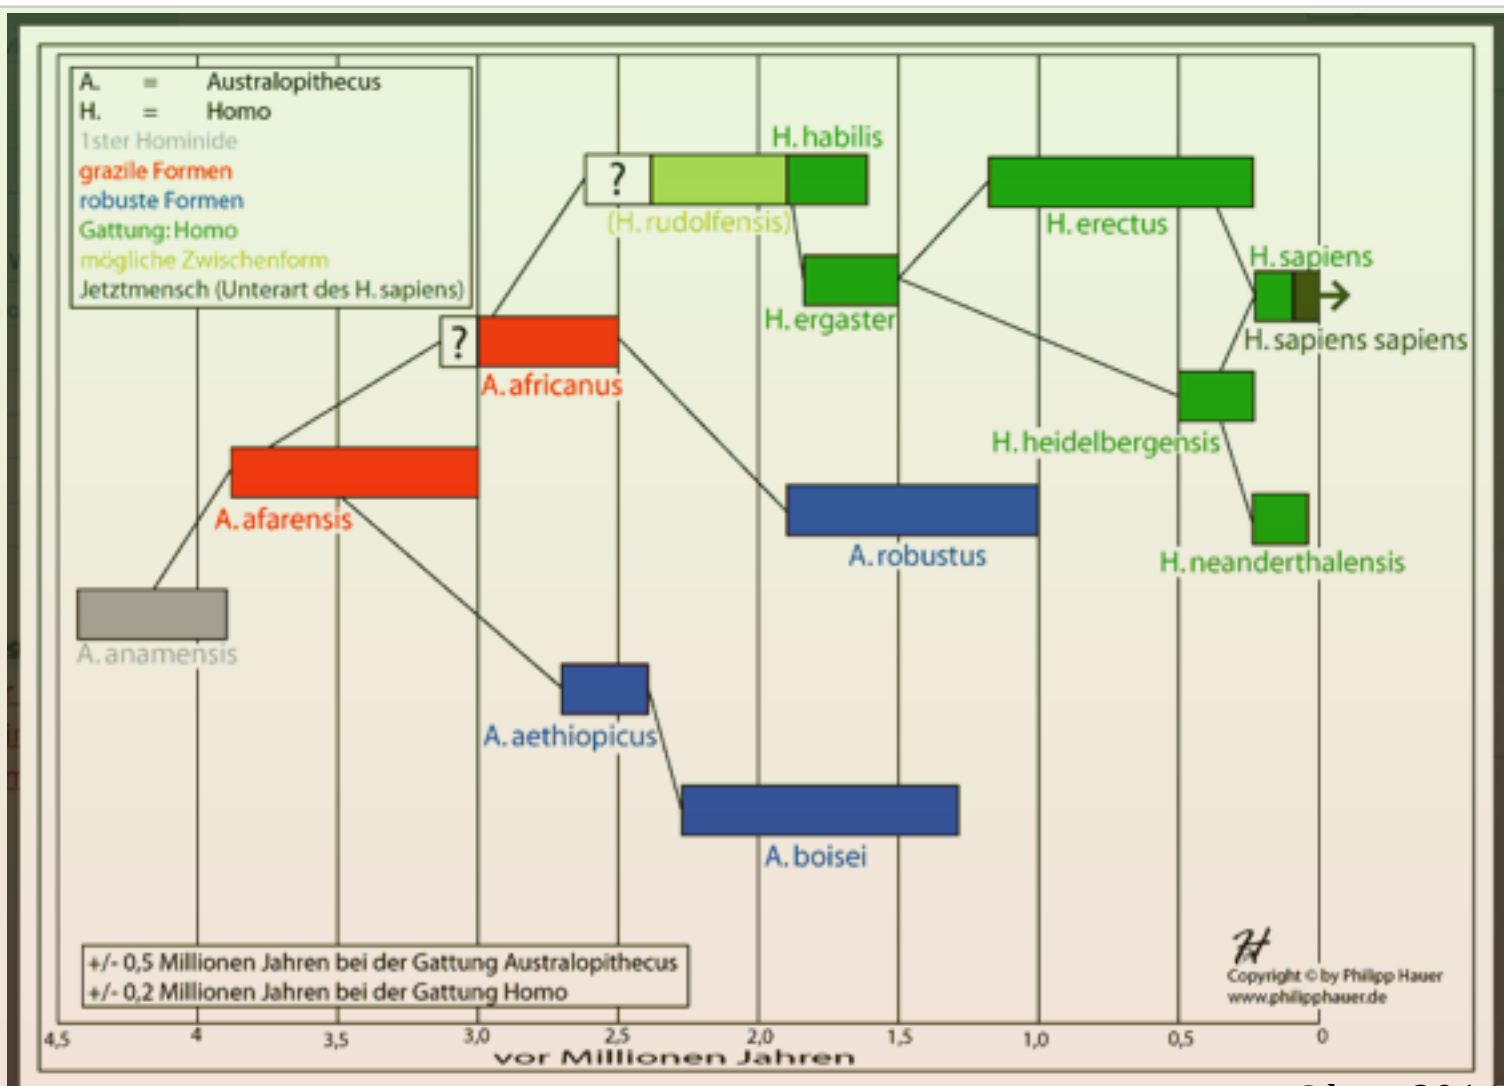 A. = Australopithecus
H. = Homo
1ster Hominide
grazile Formen
robuste Formen
Gattung: Homo
mögliche Zwischenform
Jetztmensch (Unterart des H. sapiens)
H. habilis
?
(H. rudolfensis)
H. erectus
H. sapiens
H. ergaster
?
H. sapiens sapiens
A. africanus
H. heidelbergensis
A. afarensis
A. robustus
H. neanderthalensis
A. anamensis
A. aethiopicus
A. boisei
+/- 0,5 Millionen Jahren bei der Gattung Australopithecus
+/- 0,2 Millionen Jahren bei der Gattung Homo
Copyright © by Philipp Hauer
www.philipphauer.de
4,5 4 3,5 3,0 2,5 2,0 1,5 1,0 0,5 0
vor Millionen Jahren